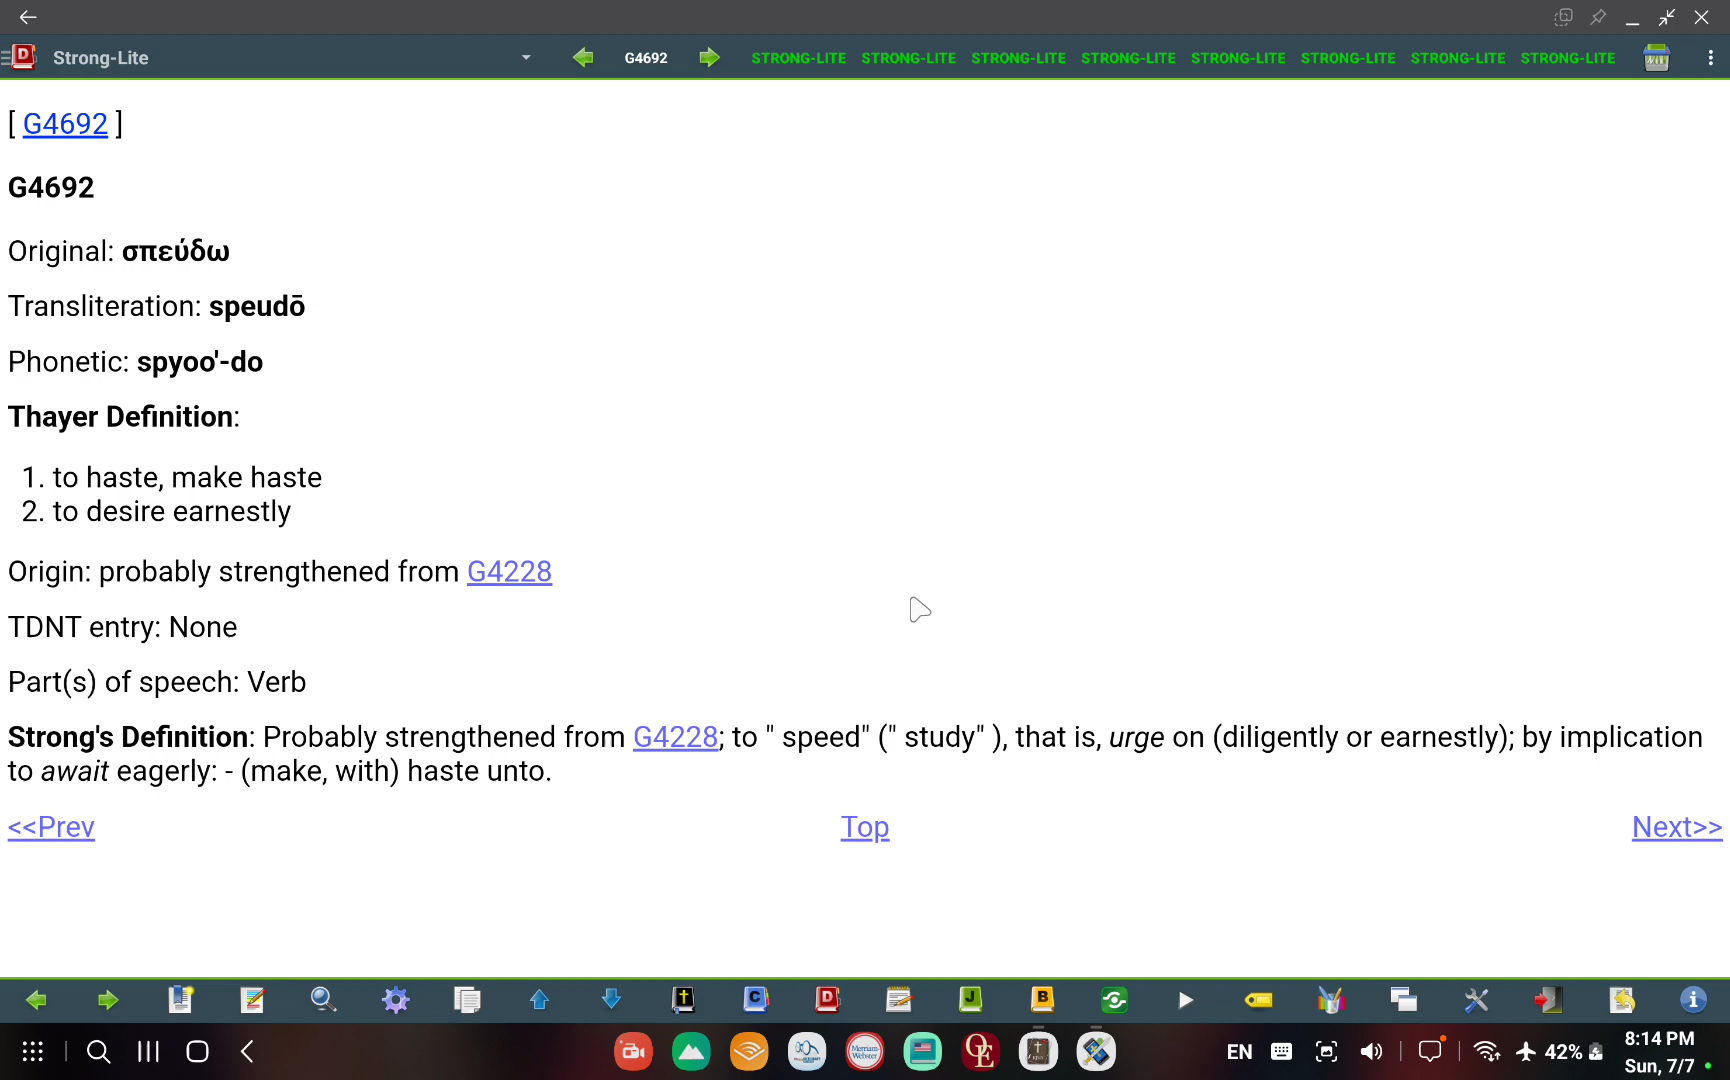 Strong-Lite G4692 STRONG-LITE STRONG-LITE STRONG-LITE STRONG-LITE STRONG-LITE STRONG-LITE STRONG-LITE STRONG-LITE
[ G4692 ]
G4692
Original: σπεύδω
Transliteration: speudō
Phonetic: spyoo'-do
Thayer Definition:
1. to haste, make haste
2. to desire earnestly
Origin: probably strengthened from G4228
TDNT entry: None
Part(s) of speech: Verb
Strong's Definition: Probably strengthened from G4228; to " speed" (" study" ), that is, urge on (diligently or earnestly); by implication
to await eagerly: - (make, with) haste unto.
<<Prev Top Next>>
C D J B
Merriam-
Webster
OE
EN 42% 8:14 PM
Sun, 7/7